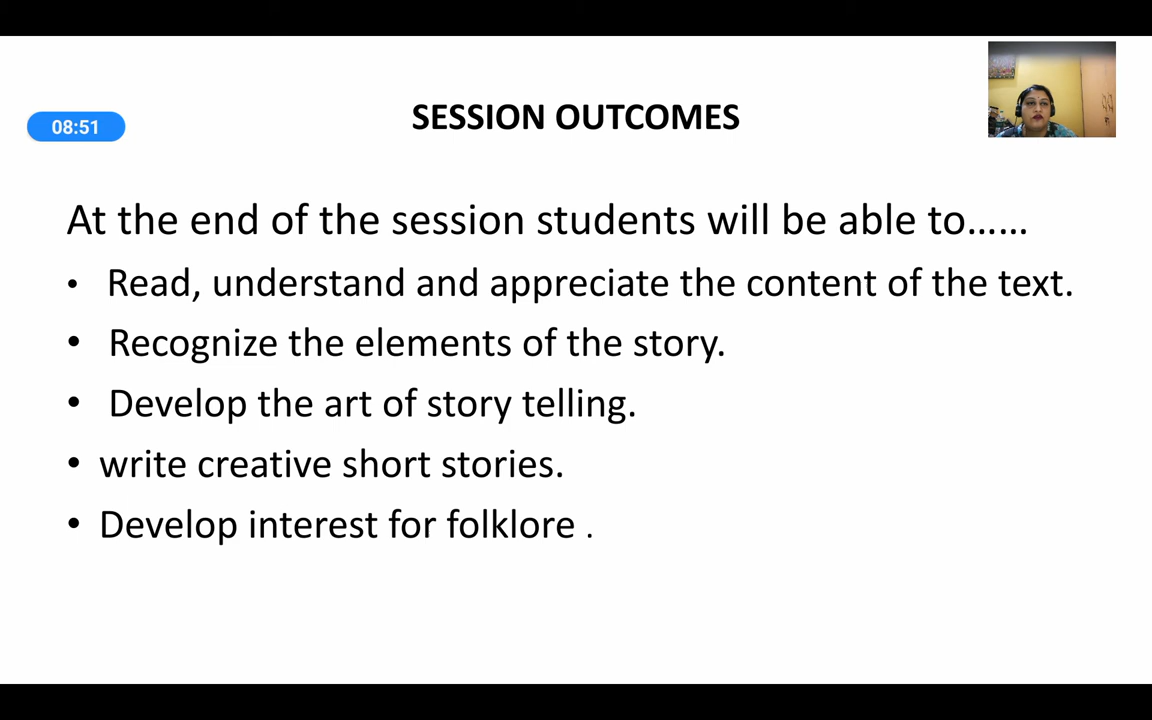 SESSION OUTCOMES
08:51
At the end of the session students will be able to……
• Read, understand and appreciate the content of the text.
• Recognize the elements of the story.
• Develop the art of story telling.
• write creative short stories.
• Develop interest for folklore .